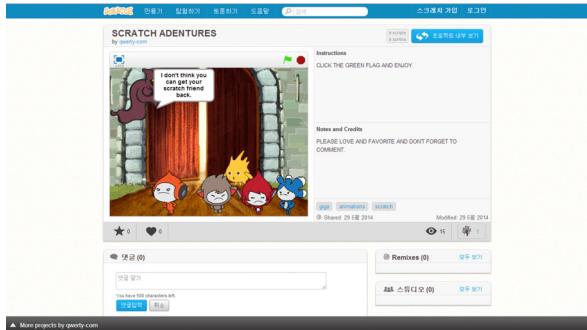 SCRATCH
만들기 탐험하기 토론하기 도움말 검색 스크래치 가입 로그인
SCRATCH ADENTURES
by qwerty-com
프로젝트 내부 보기
Instructions
CLICK THE GREEN FLAG AND ENJOY.
I don't think you
can get your
scratch friend
back.
Notes and Credits
PLEASE LOVE AND FAVORITE AND DONT FORGET TO
COMMENT.
giga animations scratch
Shared: 29 5월 2014 Modified: 29 5월 2014
0 0 15 1
댓글 (0)
댓글 달기
You have 500 characters left.
댓글입력 취소
Remixes (0) 모두 보기
스튜디오 (0) 모두 보기
More projects by qwerty-com